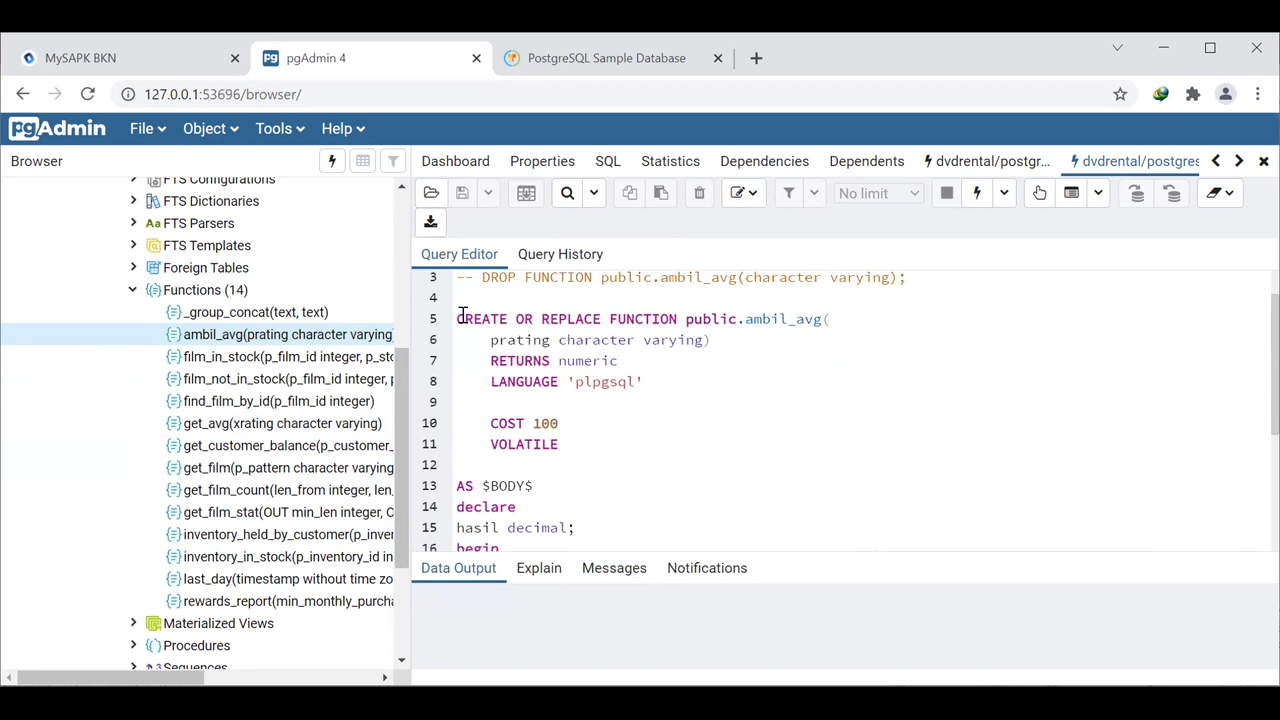 MySAPK BKN
pgAdmin 4
PostgreSQL Sample Database
127.0.0.1:53696/browser/
pgAdmin File Object Tools Help
Browser
Dashboard Properties SQL Statistics Dependencies Dependents dvdrental/postgr... dvdrental/postgres
No limit
FTS Configurations
FTS Dictionaries
FTS Parsers
FTS Templates
Foreign Tables
Functions (14)
_group_concat(text, text)
ambil_avg(prating character varying)
film_in_stock(p_film_id integer, p_sto
film_not_in_stock(p_film_id integer, p
find_film_by_id(p_film_id integer)
get_avg(xrating character varying)
get_customer_balance(p_customer_
get_film(p_pattern character varying
get_film_count(len_from integer, len_
get_film_stat(OUT min_len integer, O
inventory_held_by_customer(p_inver
inventory_in_stock(p_inventory_id in
last_day(timestamp without time zo
rewards_report(min_monthly_purcha
Materialized Views
Procedures
Sequences
Query Editor Query History
3 -- DROP FUNCTION public.ambil_avg(character varying);
4
5 CREATE OR REPLACE FUNCTION public.ambil_avg(
6 prating character varying)
7 RETURNS numeric
8 LANGUAGE 'plpgsql'
9
10 COST 100
11 VOLATILE
12
13 AS $BODY$
14 declare
15 hasil decimal;
16 begin
Data Output Explain Messages Notifications